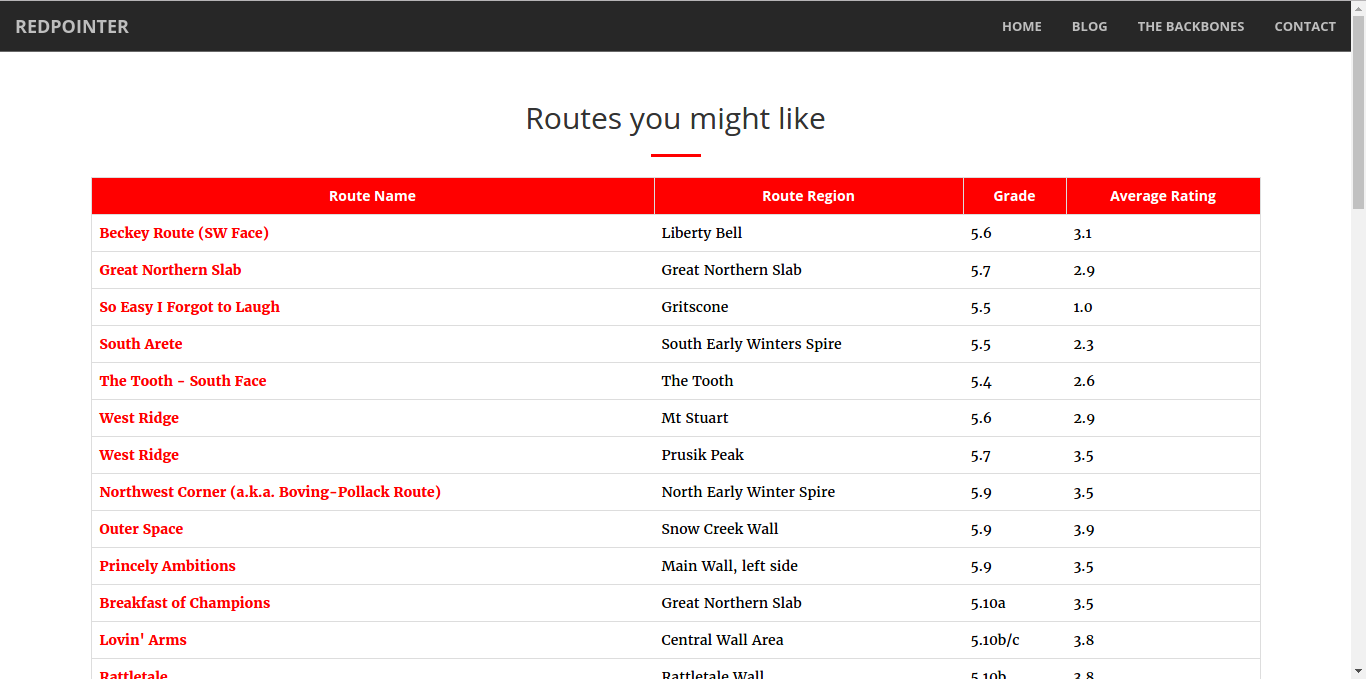 REDPOINTER HOME BLOG THE BACKBONES CONTACT
Routes you might like
Route Name Route Region Grade Average Rating
Beckey Route (SW Face) Liberty Bell 5.6 3.1
Great Northern Slab Great Northern Slab 5.7 2.9
So Easy I Forgot to Laugh Gritscone 5.5 1.0
South Arete South Early Winters Spire 5.5 2.3
The Tooth - South Face The Tooth 5.4 2.6
West Ridge Mt Stuart 5.6 2.9
West Ridge Prusik Peak 5.7 3.5
Northwest Corner (a.k.a. Boving-Pollack Route) North Early Winter Spire 5.9 3.5
Outer Space Snow Creek Wall 5.9 3.9
Princely Ambitions Main Wall, left side 5.9 3.5
Breakfast of Champions Great Northern Slab 5.10a 3.5
Lovin' Arms Central Wall Area 5.10b/c 3.8
Rattletale Rattletale Wall 5.10b 3.8